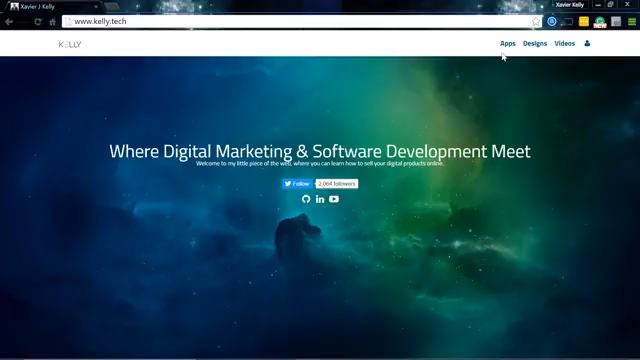 Xavier J Kelly
Xavier Kelly
www.kelly.tech
KELLY
Apps Designs Videos
Where Digital Marketing & Software Development Meet
Welcome to my little piece of the web, where you can learn how to sell your digital products online.
Follow 2,064 followers
in
NEW